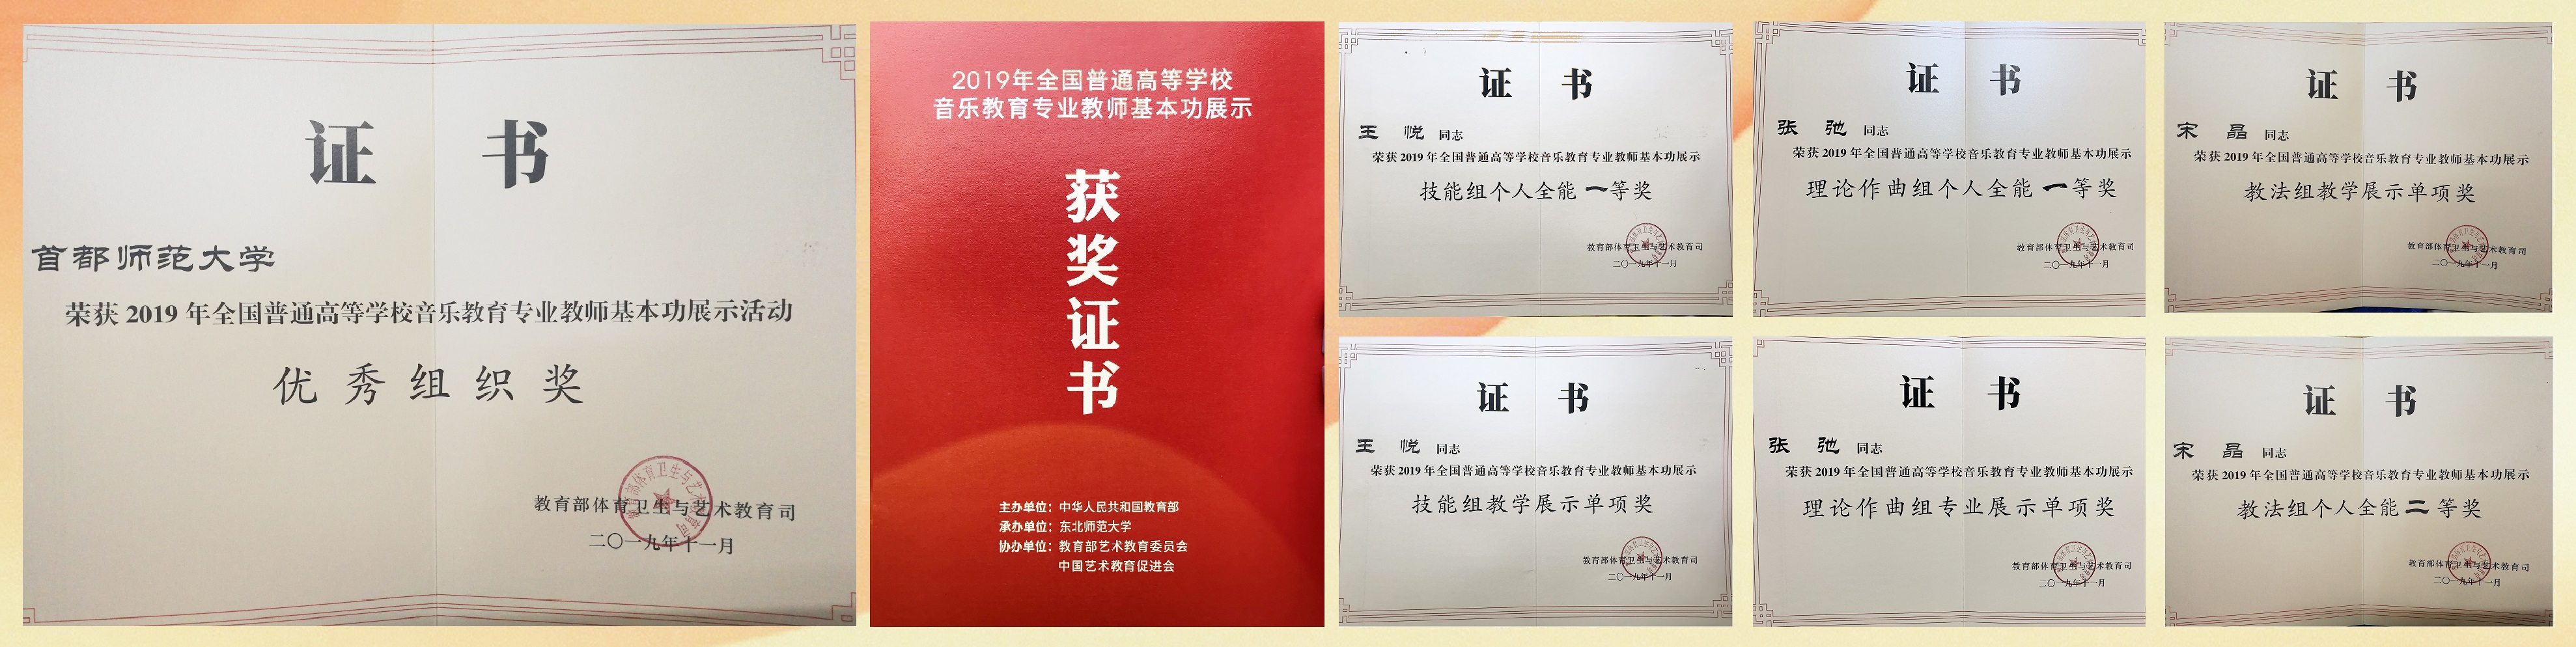 证 书
首都师范大学
荣获 2019 年全国普通高等学校音乐教育专业教师基本功展示活动
优秀组织奖
教育部体育卫生与艺术教育司
二〇一九年十一月
2019年全国普通高等学校
音乐教育专业教师基本功展示
获奖证书
主办单位：中华人民共和国教育部
承办单位：东北师范大学
协办单位：教育部艺术教育委员会
中国艺术教育促进会
证 书
王 悦 同志
荣获 2019 年全国普通高等学校音乐教育专业教师基本功展示
技能组个人全能 一等奖
教育部体育卫生与艺术教育司
二〇一九年十一月
证 书
张 弛 同志
荣获 2019 年全国普通高等学校音乐教育专业教师基本功展示
理论作曲组个人全能 一等奖
教育部体育卫生与艺术教育司
二〇一九年十一月
证 书
宋 晶 同志
荣获 2019 年全国普通高等学校音乐教育专业教师基本功展示
教法组教学展示单项奖
教育部体育卫生与艺术教育司
二〇一九年十一月
证 书
王 悦 同志
荣获 2019 年全国普通高等学校音乐教育专业教师基本功展示
技能组教学展示单项奖
教育部体育卫生与艺术教育司
二〇一九年十一月
证 书
张 弛 同志
荣获 2019 年全国普通高等学校音乐教育专业教师基本功展示
理论作曲组专业展示单项奖
教育部体育卫生与艺术教育司
二〇一九年十一月
证 书
宋 晶 同志
荣获 2019 年全国普通高等学校音乐教育专业教师基本功展示
教法组个人全能 二等奖
教育部体育卫生与艺术教育司
二〇一九年十一月